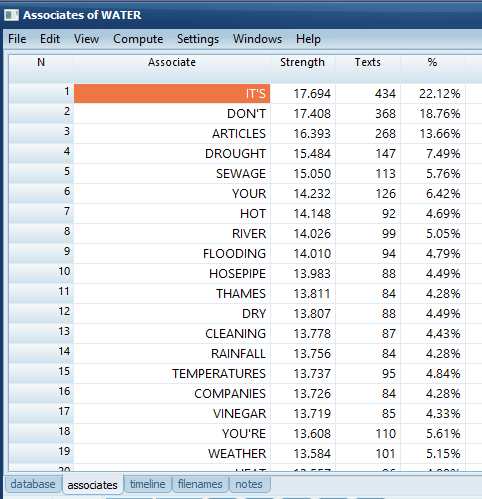 Associates of WATER
File Edit View Compute Settings Windows Help
N Associate Strength Texts %
1 IT'S 17.694 434 22.12%
2 DON'T 17.408 368 18.76%
3 ARTICLES 16.393 268 13.66%
4 DROUGHT 15.484 147 7.49%
5 SEWAGE 15.050 113 5.76%
6 YOUR 14.232 126 6.42%
7 HOT 14.148 92 4.69%
8 RIVER 14.026 99 5.05%
9 FLOODING 14.010 94 4.79%
10 HOSEPIPE 13.983 88 4.49%
11 THAMES 13.811 84 4.28%
12 DRY 13.807 88 4.49%
13 CLEANING 13.778 87 4.43%
14 RAINFALL 13.756 84 4.28%
15 TEMPERATURES 13.737 95 4.84%
16 COMPANIES 13.726 84 4.28%
17 VINEGAR 13.719 85 4.33%
18 YOU'RE 13.608 110 5.61%
19 WEATHER 13.584 101 5.15%
database associates timeline filenames notes